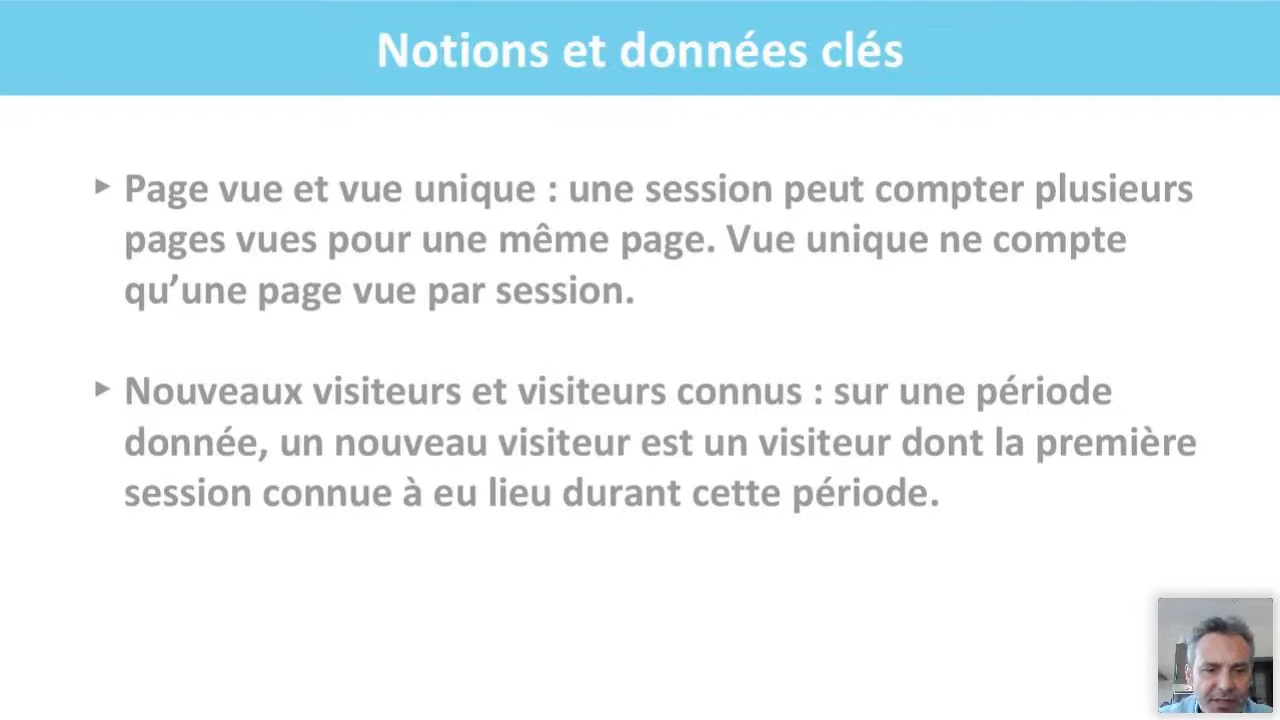 Notions et données clés
Page vue et vue unique : une session peut compter plusieurs
pages vues pour une même page. Vue unique ne compte
qu’une page vue par session.
Nouveaux visiteurs et visiteurs connus : sur une période
donnée, un nouveau visiteur est un visiteur dont la première
session connue à eu lieu durant cette période.